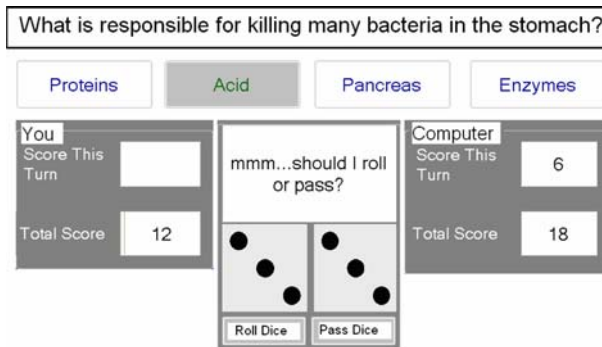 What is responsible for killing many bacteria in the stomach?
Proteins
Acid
Pancreas
Enzymes
You
Score This
Turn
Total Score
12
mmm...should I roll
or pass?
Roll Dice
Pass Dice
Computer
Score This
Turn
6
Total Score
18